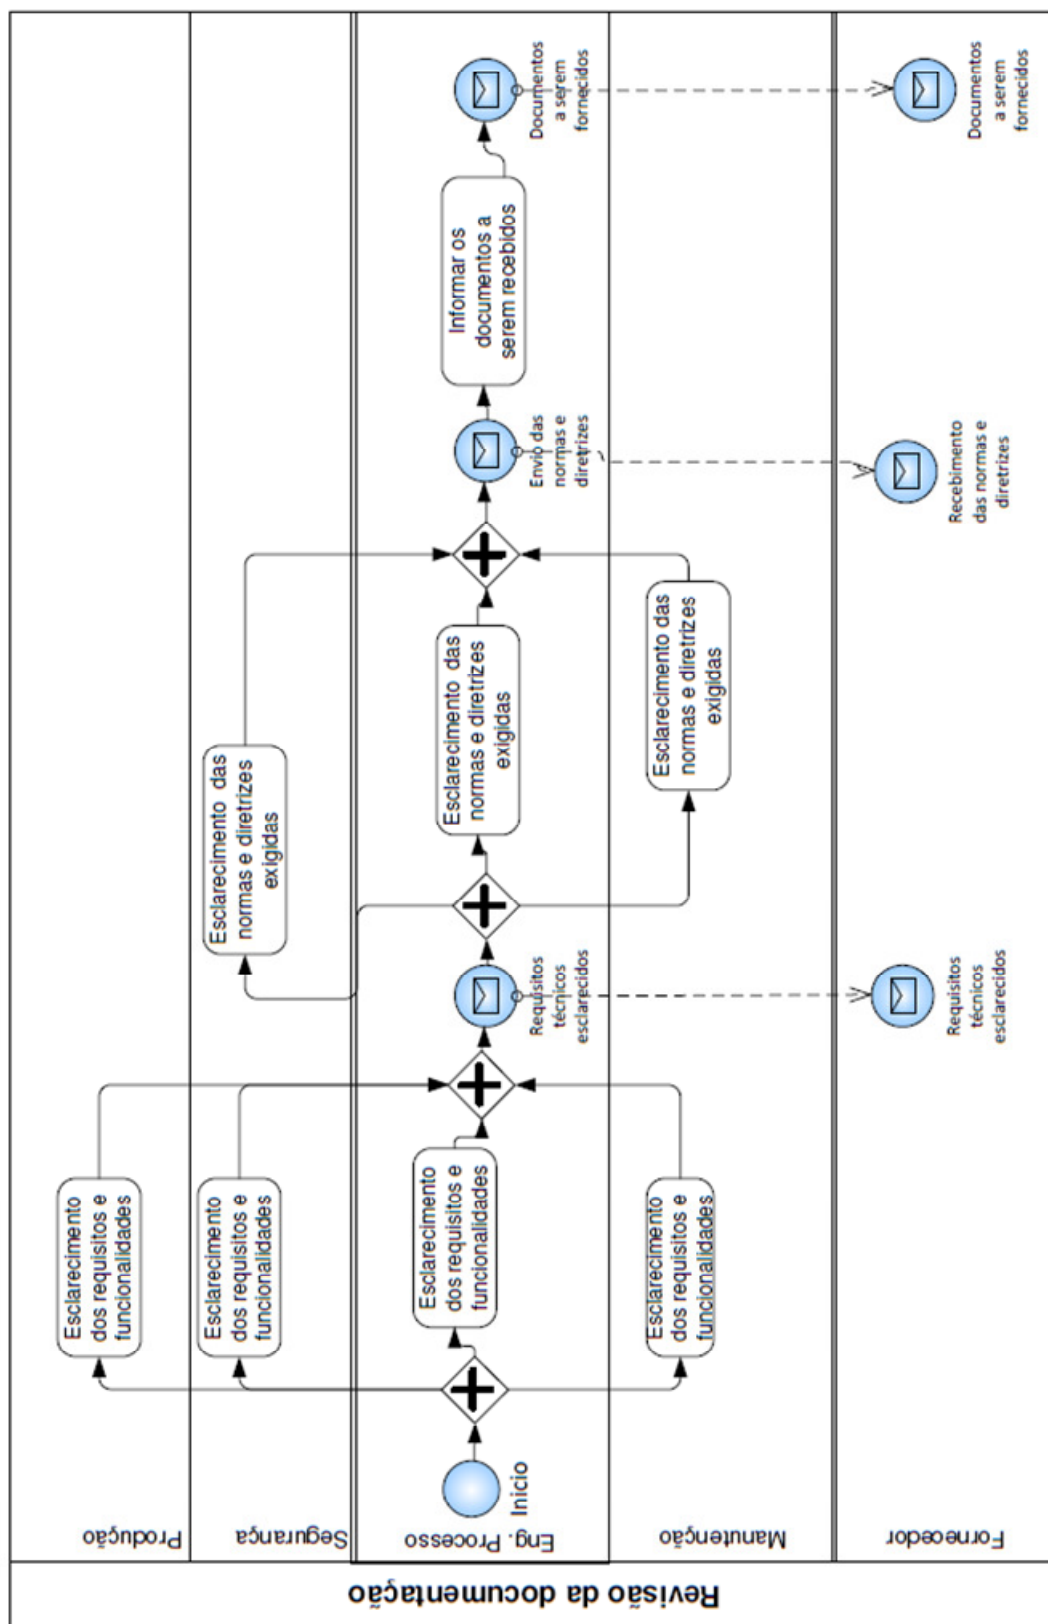 Revisão da documentação
Produção
Segurança
Eng. Processo
Manutenção
Fornecedor
Inicio
Esclarecimento
dos requisitos e
funcionalidades
Esclarecimento
dos requisitos e
funcionalidades
Esclarecimento
dos requisitos e
funcionalidades
Esclarecimento
dos requisitos e
funcionalidades
Requisitos
técnicos
esclarecidos
Requisitos
técnicos
esclarecidos
Esclarecimento das
normas e diretrizes
exigidas
Esclarecimento das
normas e diretrizes
exigidas
Esclarecimento das
normas e diretrizes
exigidas
Envio das
normas e
diretrizes
Recebimento
das normas e
diretrizes
Informar os
documentos a
serem recebidos
Documentos
a serem
fornecidos
Documentos
a serem
fornecidos